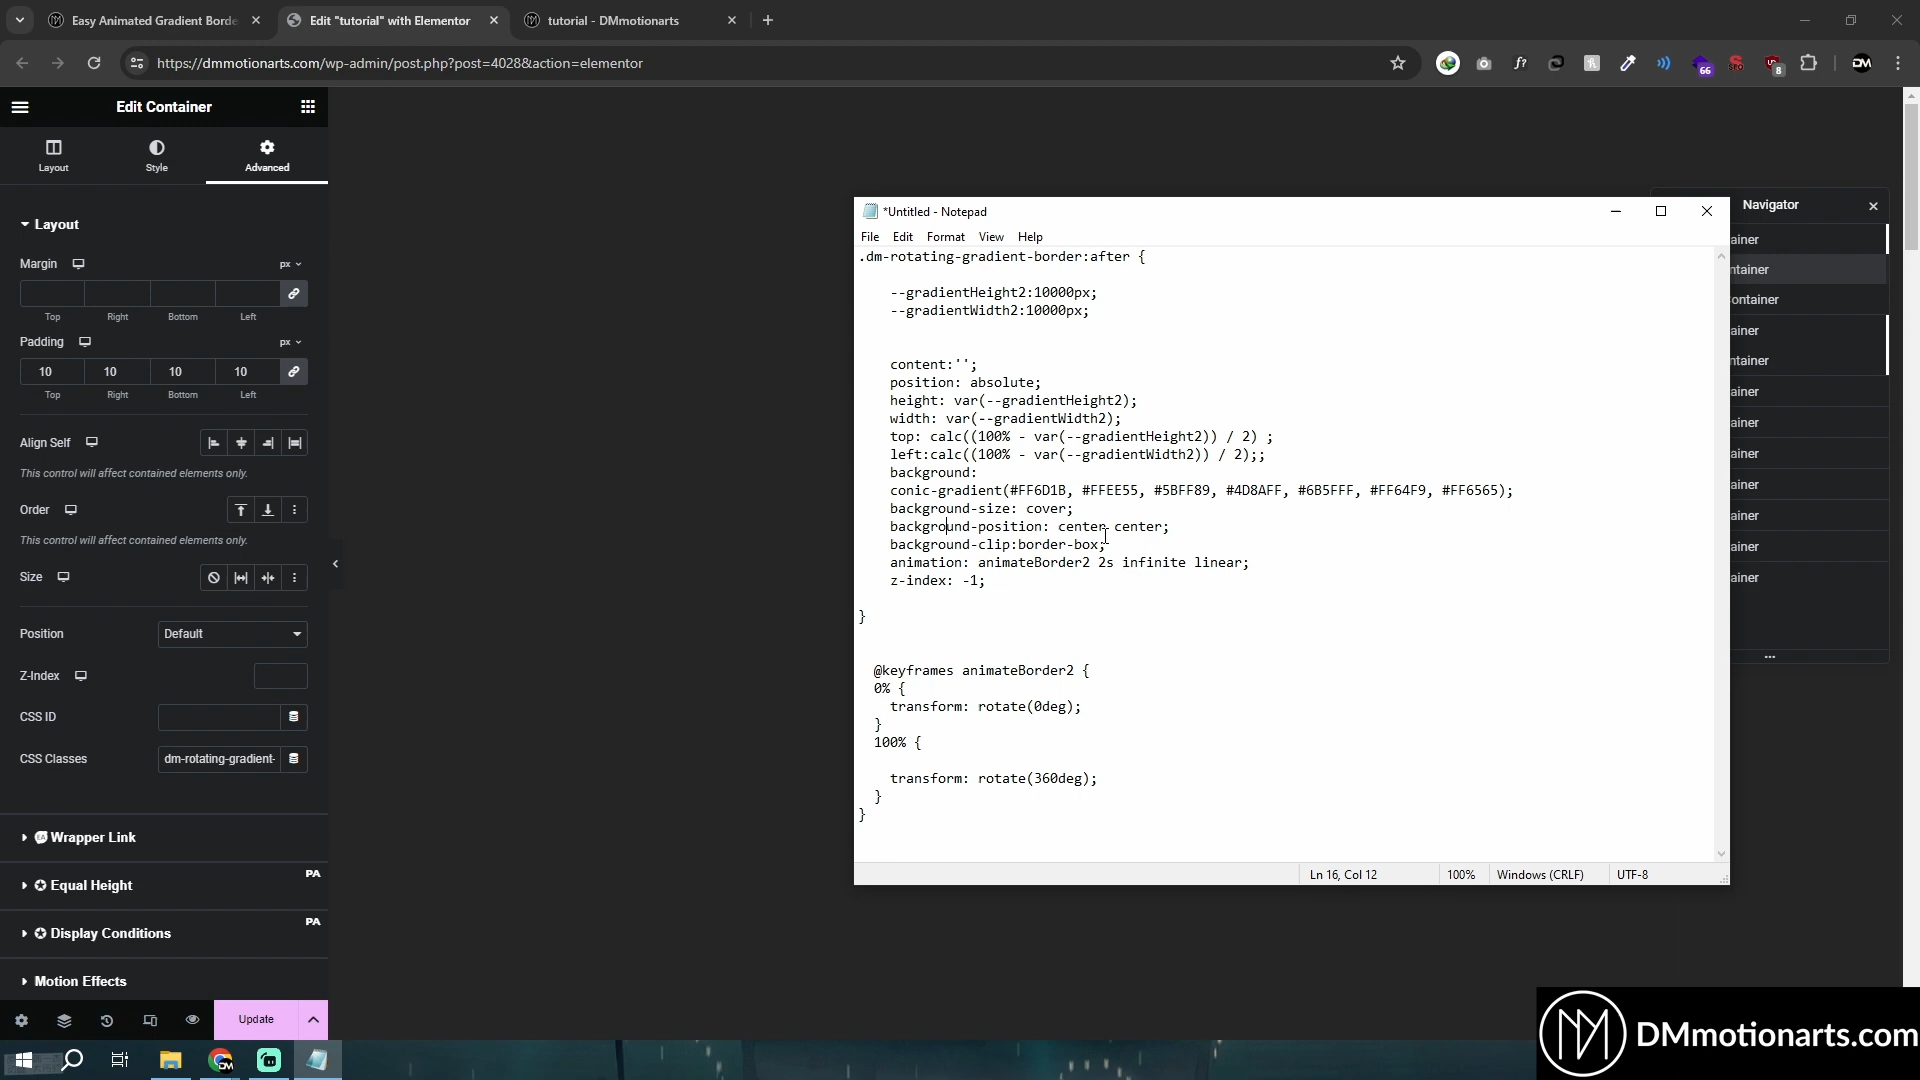 Easy Animated Gradient Borde
Edit "tutorial" with Elementor
tutorial - DMmotionarts
https://dmmotionarts.com/wp-admin/post.php?post=4028&action=elementor
f?
66
8
DM
Edit Container
Layout
Style
Advanced
Layout
Margin
px
Top
Right
Bottom
Left
Padding
px
10
10
10
10
Top
Right
Bottom
Left
Align Self
This control will affect contained elements only.
Order
This control will affect contained elements only.
Size
Position
Default
Z-Index
CSS ID
CSS Classes
dm-rotating-gradient-
Wrapper Link
PA
Equal Height
PA
Display Conditions
Motion Effects
Update
*Untitled - Notepad
File Edit Format View Help
.dm-rotating-gradient-border:after {
--gradientHeight2:10000px;
--gradientWidth2:10000px;
content:'';
position: absolute;
height: var(--gradientHeight2);
width: var(--gradientWidth2);
top: calc((100% - var(--gradientHeight2)) / 2) ;
left:calc((100% - var(--gradientWidth2)) / 2);;
background:
conic-gradient(#FF6D1B, #FFEE55, #5BFF89, #4D8AFF, #6B5FFF, #FF64F9, #FF6565);
background-size: cover;
background-position: center center;
background-clip:border-box;
animation: animateBorder2 2s infinite linear;
z-index: -1;
}
@keyframes animateBorder2 {
0% {
transform: rotate(0deg);
}
100% {
transform: rotate(360deg);
}
}
Ln 16, Col 12
100%
Windows (CRLF)
UTF-8
Navigator
ainer
ntainer
ontainer
ainer
ntainer
ainer
ainer
ainer
ainer
ainer
ainer
ainer
DMmotionarts.com